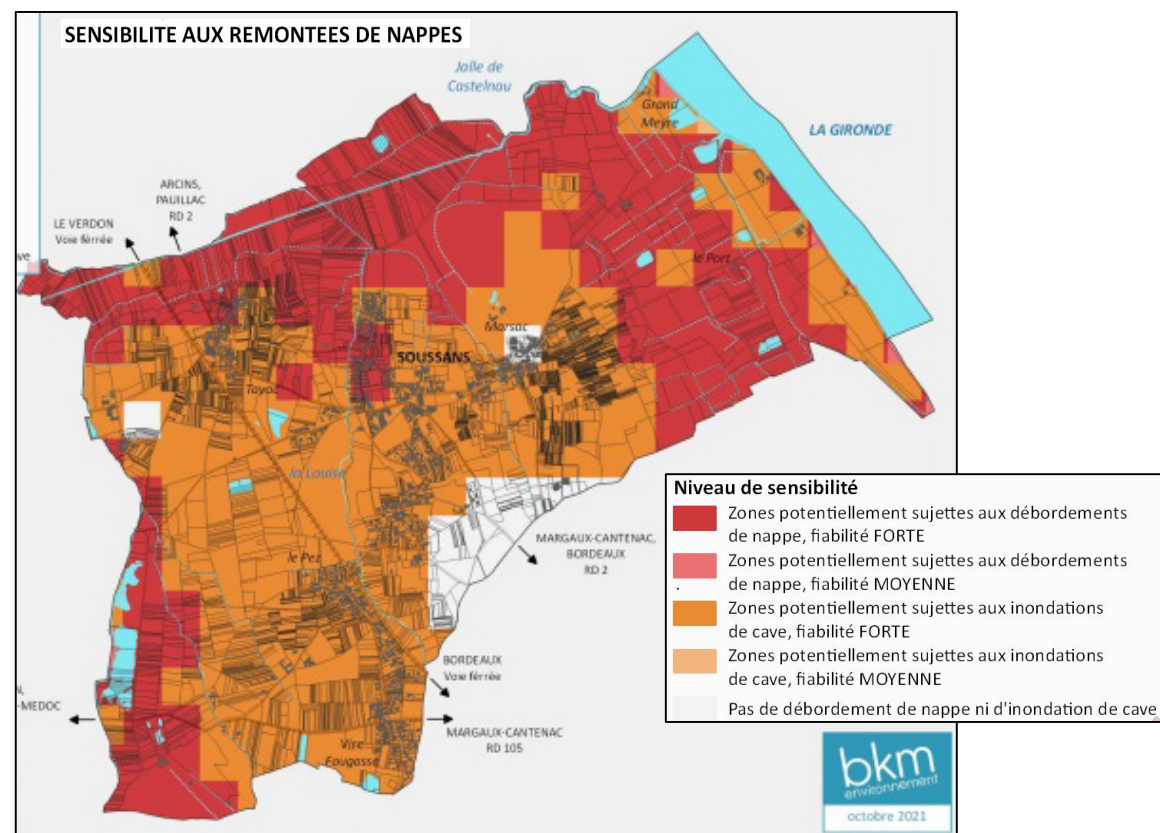 SENSIBILITE AUX REMONTEES DE NAPPES
Jalle de
Castelnau
Grand
Meyre
LA GIRONDE
ARCINS,
PAUILLAC
RD 2
LE VERDON
Voie férrée
ve
le Port
Marsac
SOUSSANS
Tayac
la Louise
le Pez
MARGAUX-CANTENAC,
BORDEAUX
RD 2
BORDEAUX
Voie férrée
N,
-MEDOC
MARGAUX-CANTENAC
RD 105
Vire
Fougasse
Niveau de sensibilité
Zones potentiellement sujettes aux débordements
de nappe, fiabilité FORTE
Zones potentiellement sujettes aux débordements
de nappe, fiabilité MOYENNE
Zones potentiellement sujettes aux inondations
de cave, fiabilité FORTE
Zones potentiellement sujettes aux inondations
de cave, fiabilité MOYENNE
Pas de débordement de nappe ni d'inondation de cave
bkm
environnement
octobre 2021